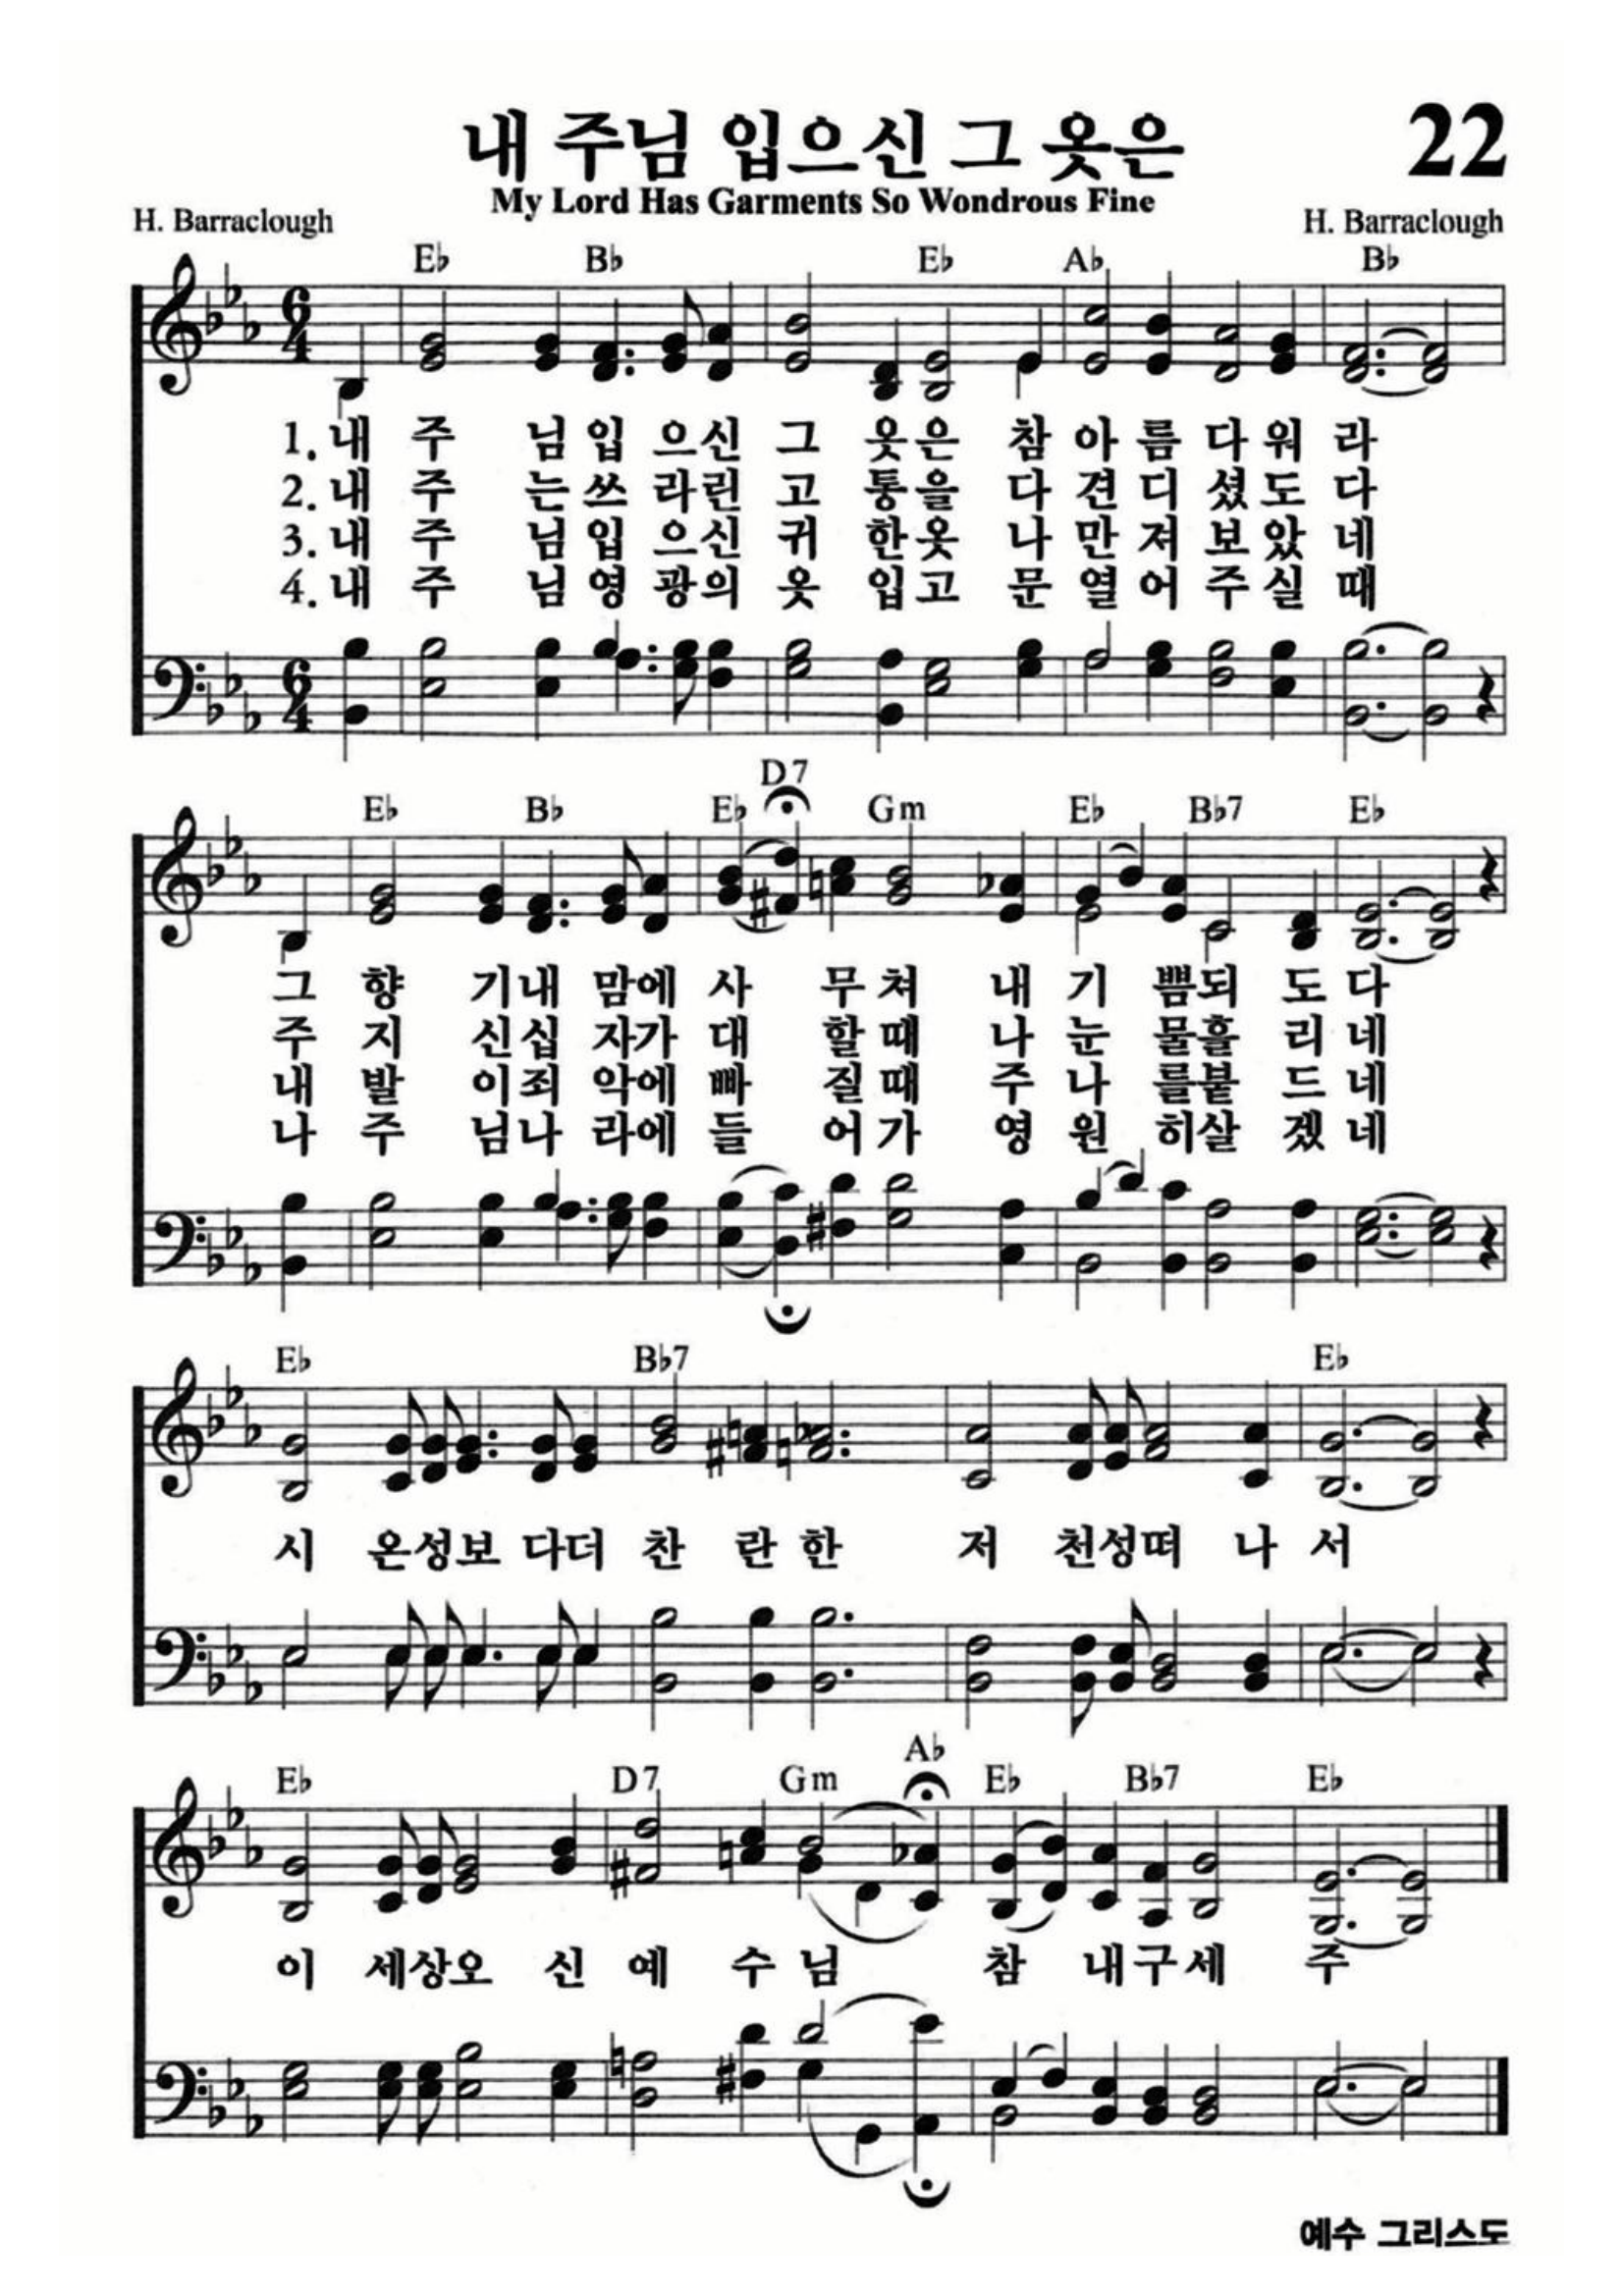 내 주님 입으신 그 옷은
22
My Lord Has Garments So Wondrous Fine
H. Barraclough
H. Barraclough
E♭ B♭ E♭ A♭ B♭
6 4
1. 내 주 님 입 으신 그 옷은 참 아 름 다 워 라
2. 내 주 는 쓰 라린 고 통을 다 견 디 셨 도 다
3. 내 주 님 입 으신 귀 한옷 나 만 져 보 았 네
4. 내 주 님 영 광의 옷 입고 문 열 어 주 실 때
6 4
D7
E♭ B♭ E♭ Gm E♭ B♭7 E♭
그 향 기내 맘에 사 무 쳐 내 기 쁨되 도 다
주 지 신십 자가 대 할 때 나 눈 물흘 리 네
내 발 이죄 악에 빠 질 때 주 나 를붙 드 네
나 주 님나 라에 들 어 가 영 원 히살 겠 네
E♭ B♭7 E♭
시 온성보 다더 찬 란 한 저 천성떠 나 서
A♭
E♭ D7 Gm E♭ B♭7 E♭
이 세상오 신 예 수 님 참 내구세 주
예수 그리스도